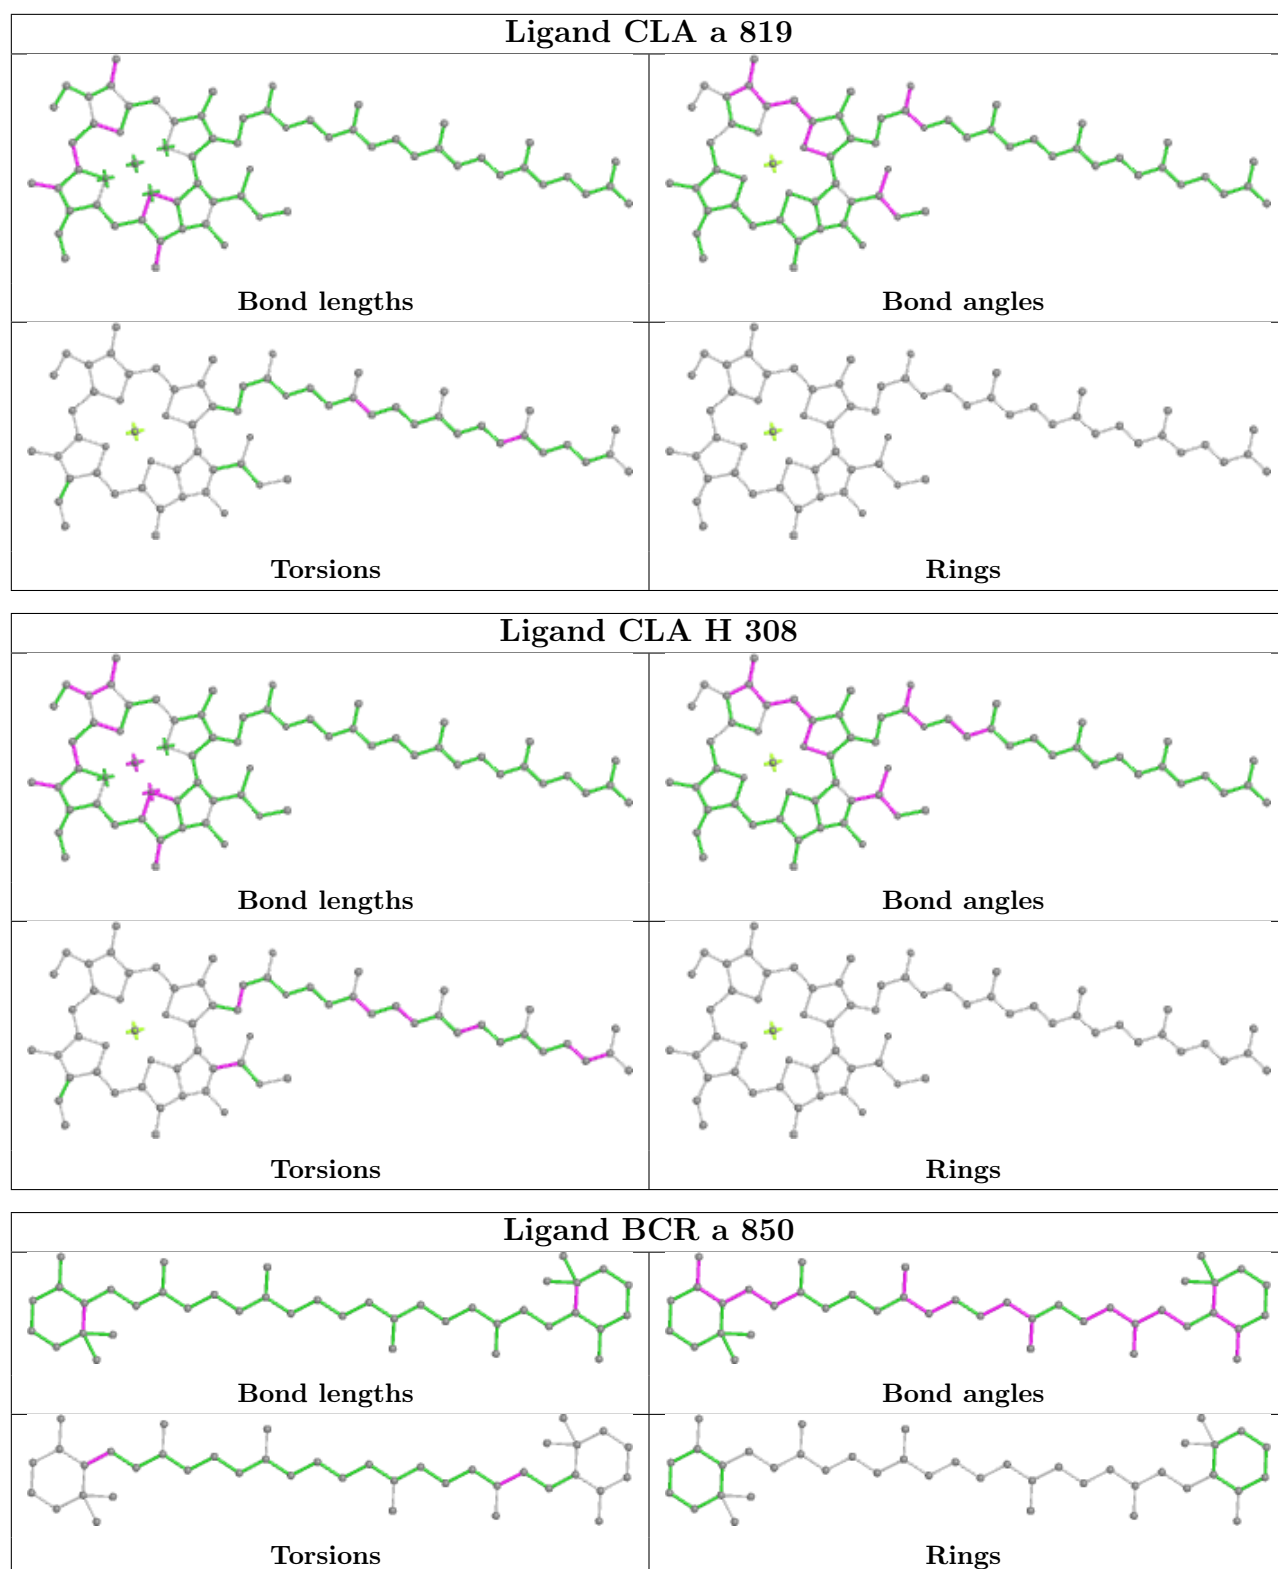 Ligand CLA a 819
Bond lengths
Bond angles
Torsions
Rings
Ligand CLA H 308
Bond lengths
Bond angles
Torsions
Rings
Ligand BCR a 850
Bond lengths
Bond angles
Torsions
Rings